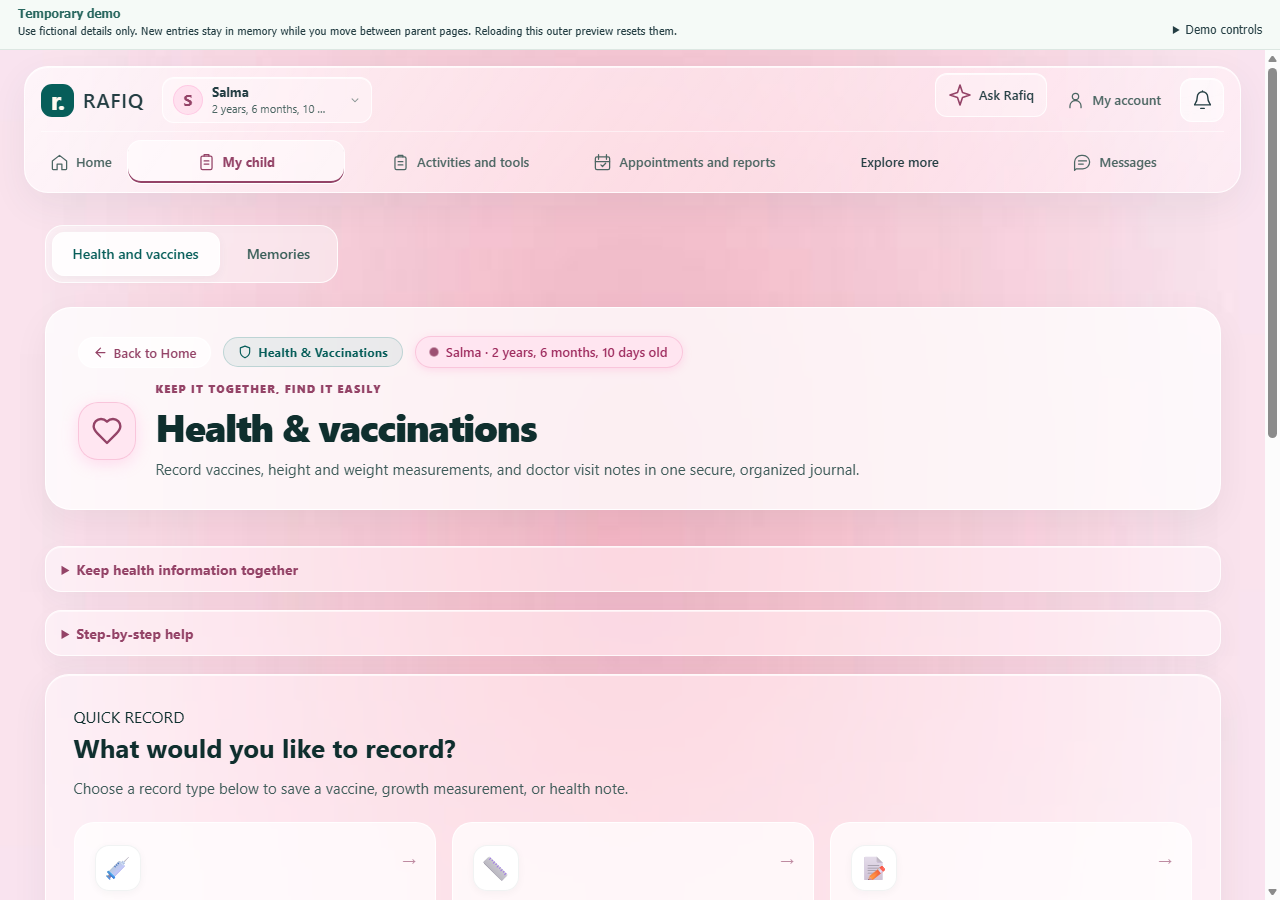 Temporary demo
Use fictional details only. New entries stay in memory while you move between parent pages. Reloading this outer preview resets them.
▶ Demo controls
r. RAFIQ
S
Salma
2 years, 6 months, 10 ...
Ask Rafiq
My account
Home
My child
Activities and tools
Appointments and reports
Explore more
Messages
Health and vaccines
Memories
← Back to Home
Health & Vaccinations
Salma · 2 years, 6 months, 10 days old
KEEP IT TOGETHER, FIND IT EASILY
Health & vaccinations
Record vaccines, height and weight measurements, and doctor visit notes in one secure, organized journal.
▶ Keep health information together
▶ Step-by-step help
QUICK RECORD
What would you like to record?
Choose a record type below to save a vaccine, growth measurement, or health note.
→
→
→